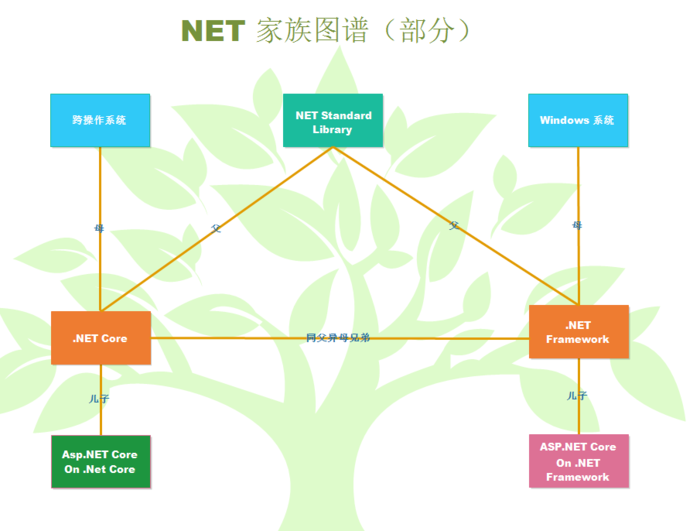 NET 家族图谱（部分）
跨操作系统
NET Standard
Library
Windows 系统
母
父
父
母
.NET Core
同父异母兄弟
.NET
Framework
儿子
儿子
Asp.NET Core
On .Net Core
ASP.NET Core
On .NET
Framework